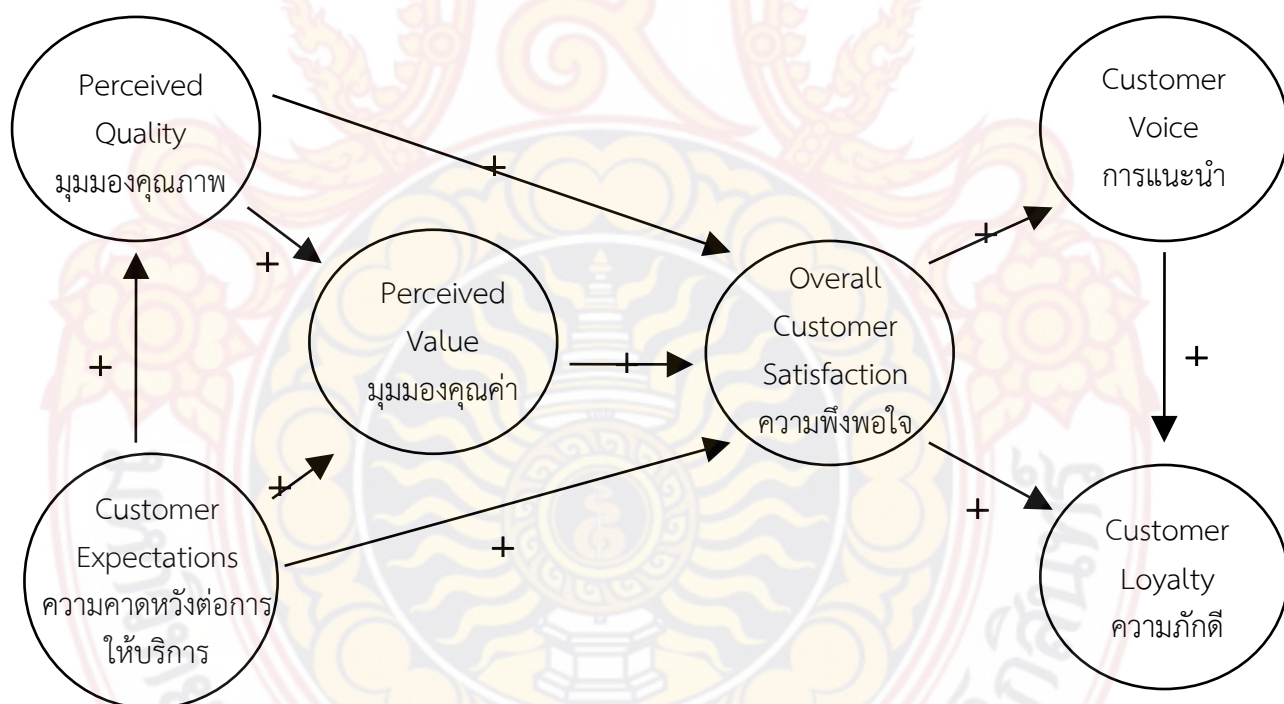 Perceived
Quality
มุมมองคุณภาพ
+
+
Customer
Voice
การแนะนำ
+
Perceived
Value
มุมมองคุณค่า
+
Overall
Customer
Satisfaction
ความพึงพอใจ
+
+
Customer
Expectations
ความคาดหวังต่อการ
ให้บริการ
+
+
+
Customer
Loyalty
ความภักดี